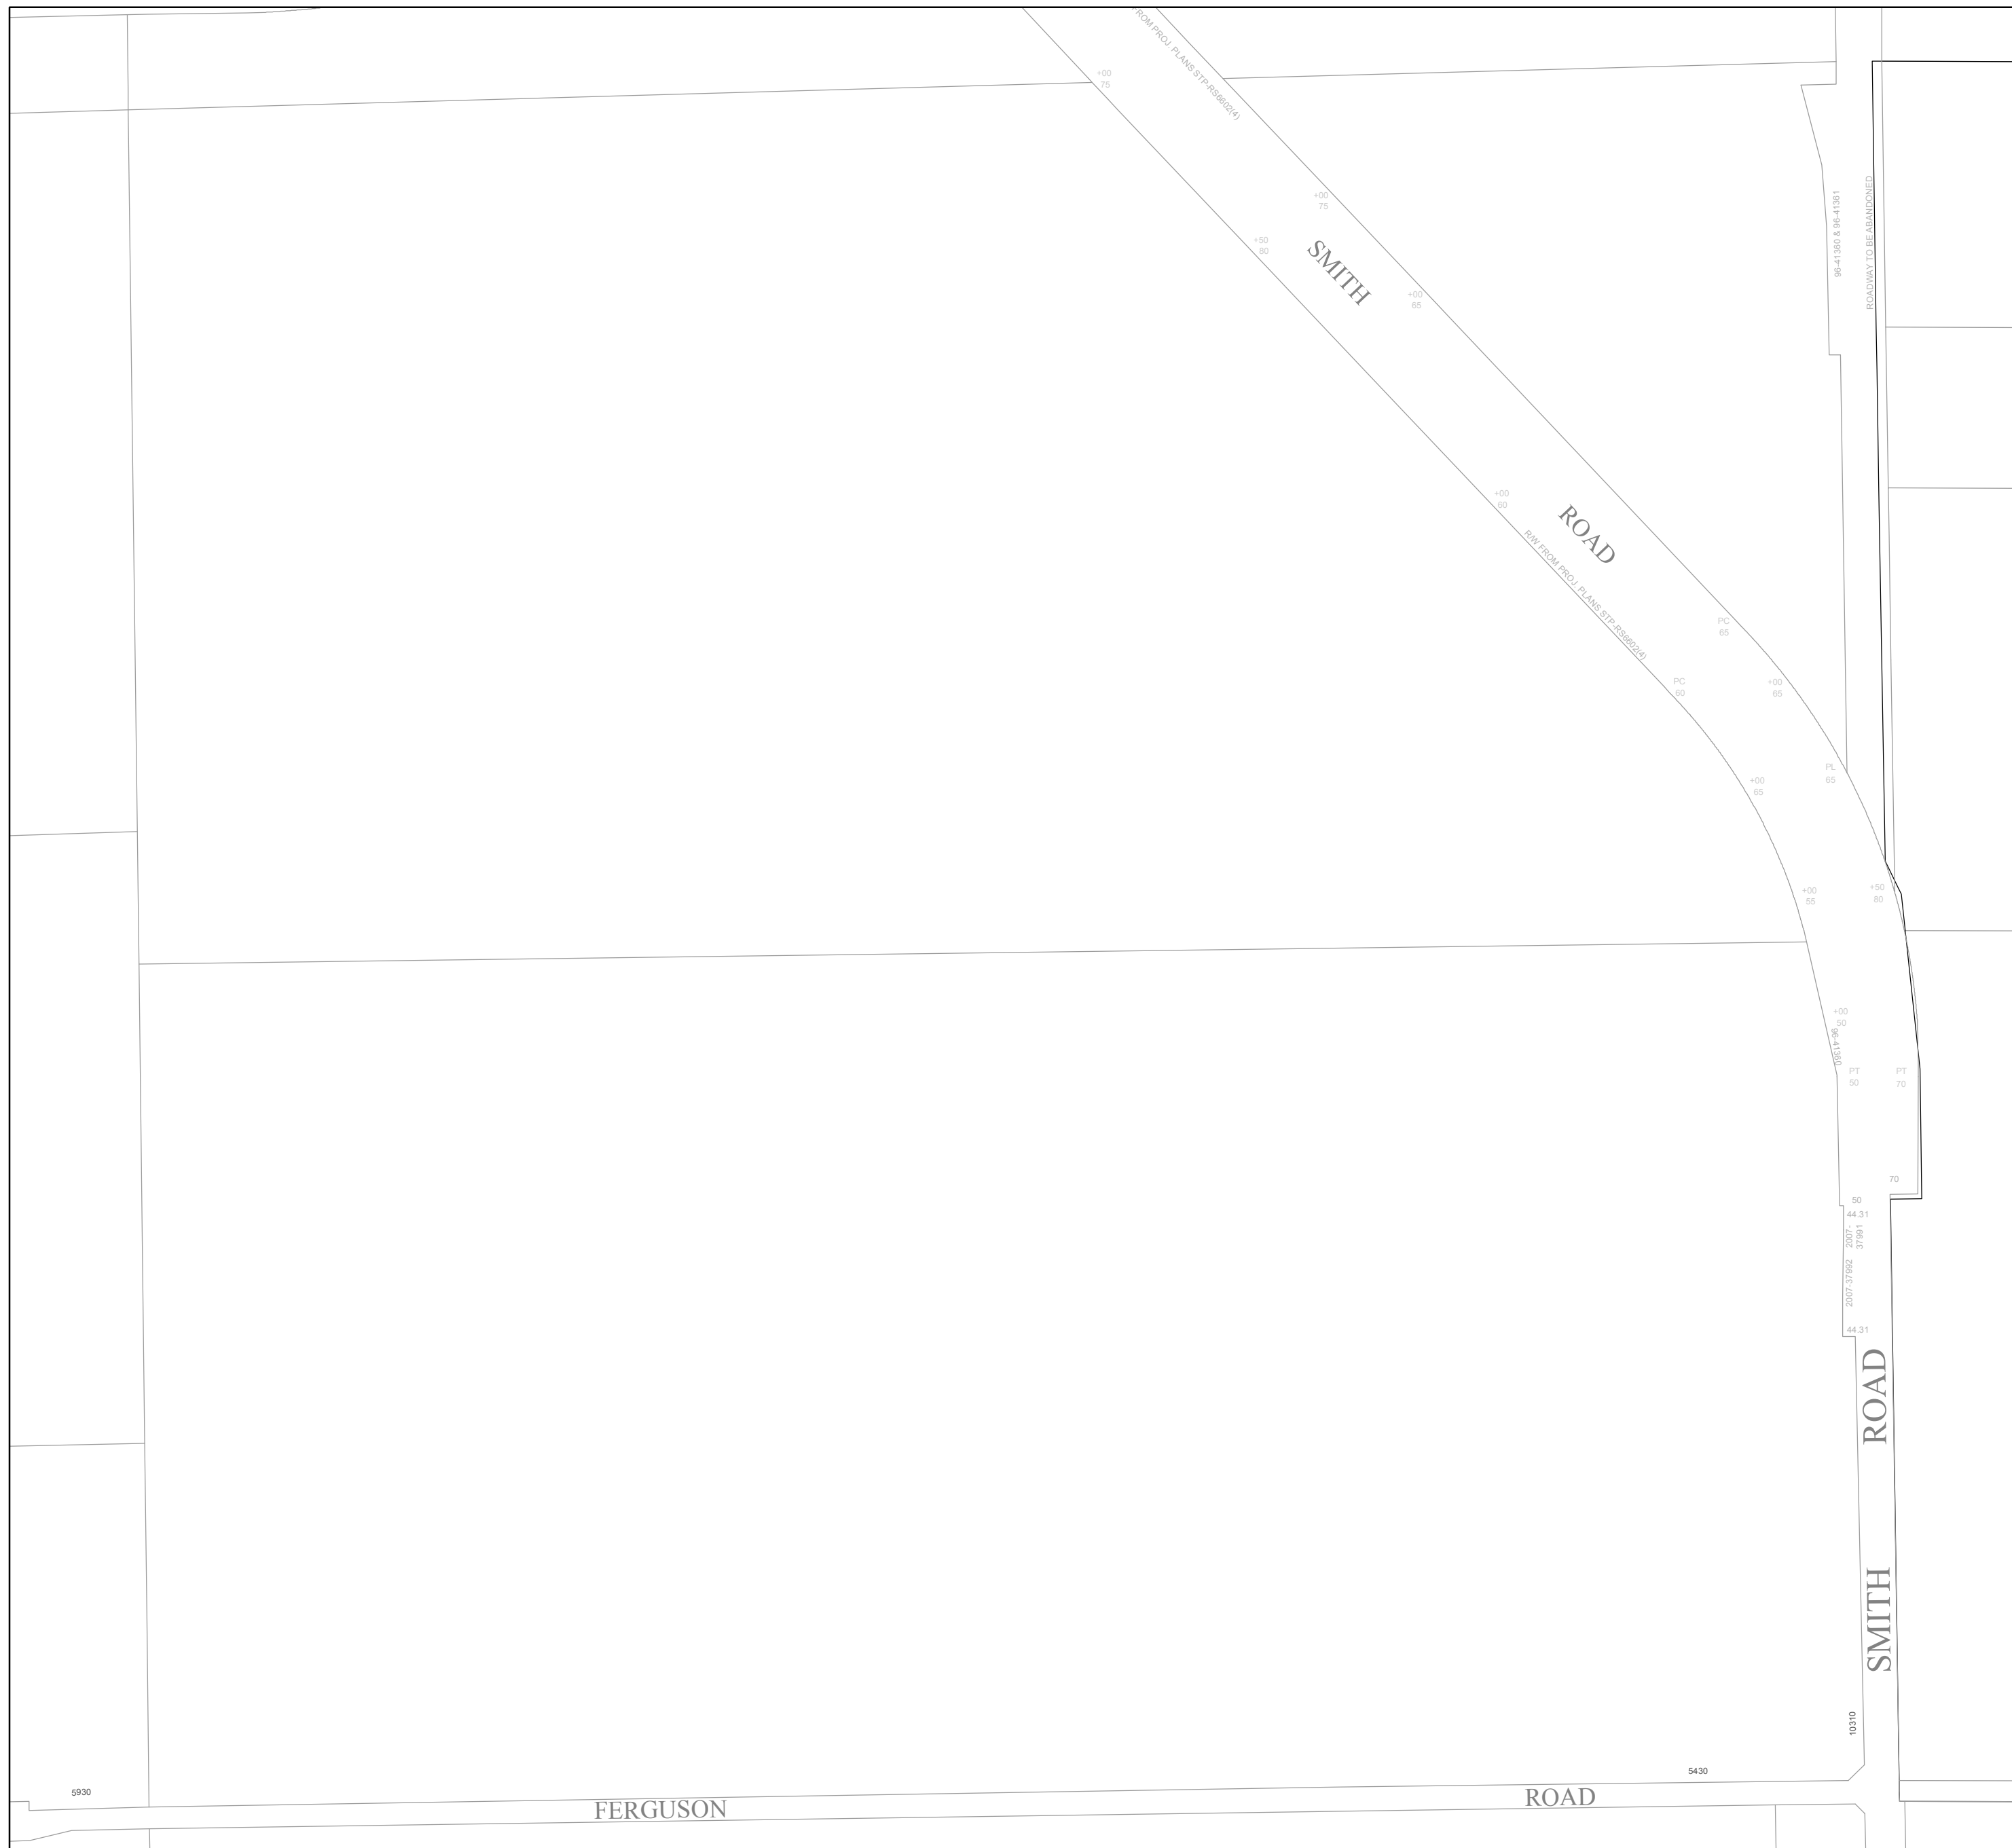 FROM PROJ. PLANS STP-RS6602(4)
+00
75
+00
75
96-41360 & 96-41361
ROADWAY TO BE ABANDONED
+50
80
SMITH
+00
65
+00
60
ROAD
R/W FROM PROJ. PLANS STP-RS6602(4)
PC
65
PC
60
+00
65
PL
65
+00
65
+00
55
+50
80
+00
50
96-41360
PT
50
PT
70
70
50
44.31
2007-
37991
2007-37992
44.31
ROAD
SMITH
10310
5430
5930
FERGUSON
ROAD